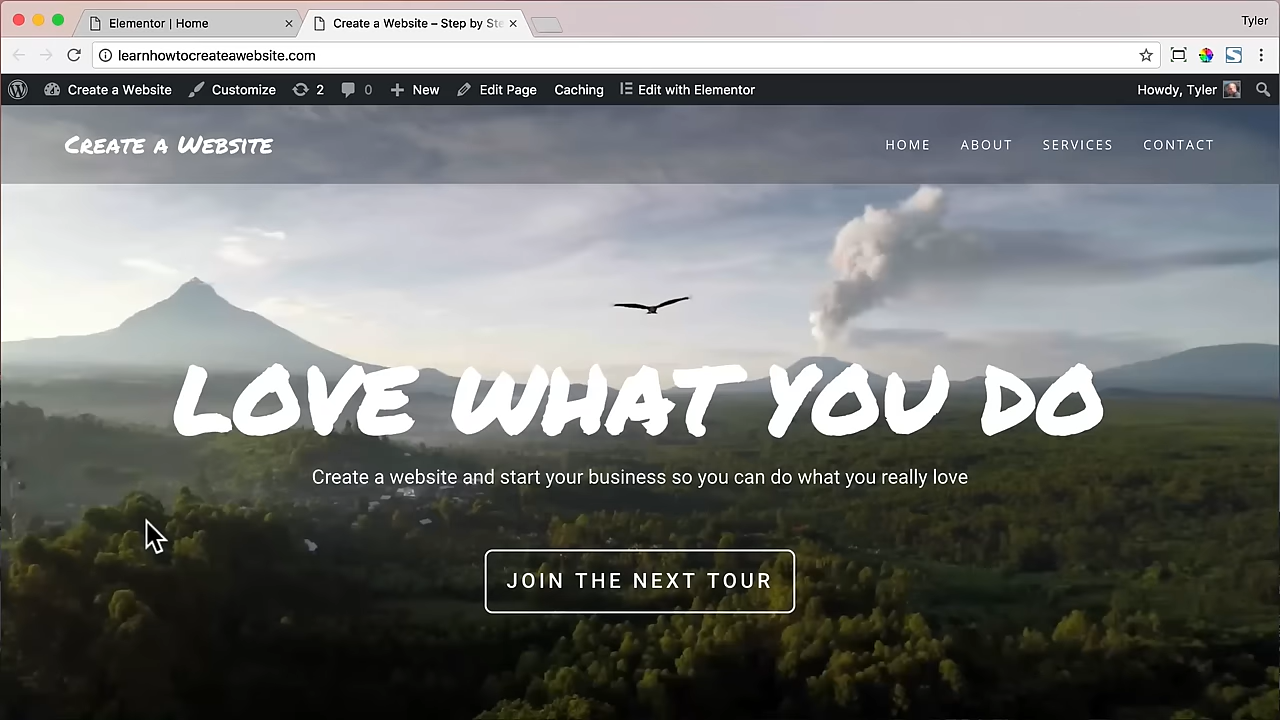 Elementor | Home
Create a Website – Step by Ste
Tyler
learnhowtocreateawebsite.com
Create a Website Customize 2 0 New Edit Page Caching Edit with Elementor Howdy, Tyler
Create a Website
HOME ABOUT SERVICES CONTACT
LOVE WHAT YOU DO
Create a website and start your business so you can do what you really love
JOIN THE NEXT TOUR